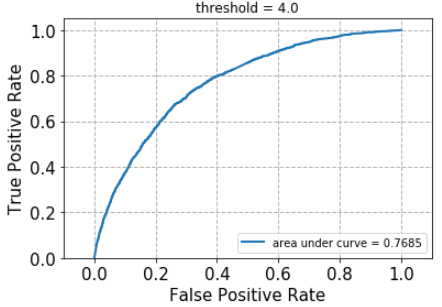 threshold = 4.0
True Positive Rate
1.0
0.8
0.6
0.4
0.2
0.0
area under curve = 0.7685
0.0 0.2 0.4 0.6 0.8 1.0
False Positive Rate